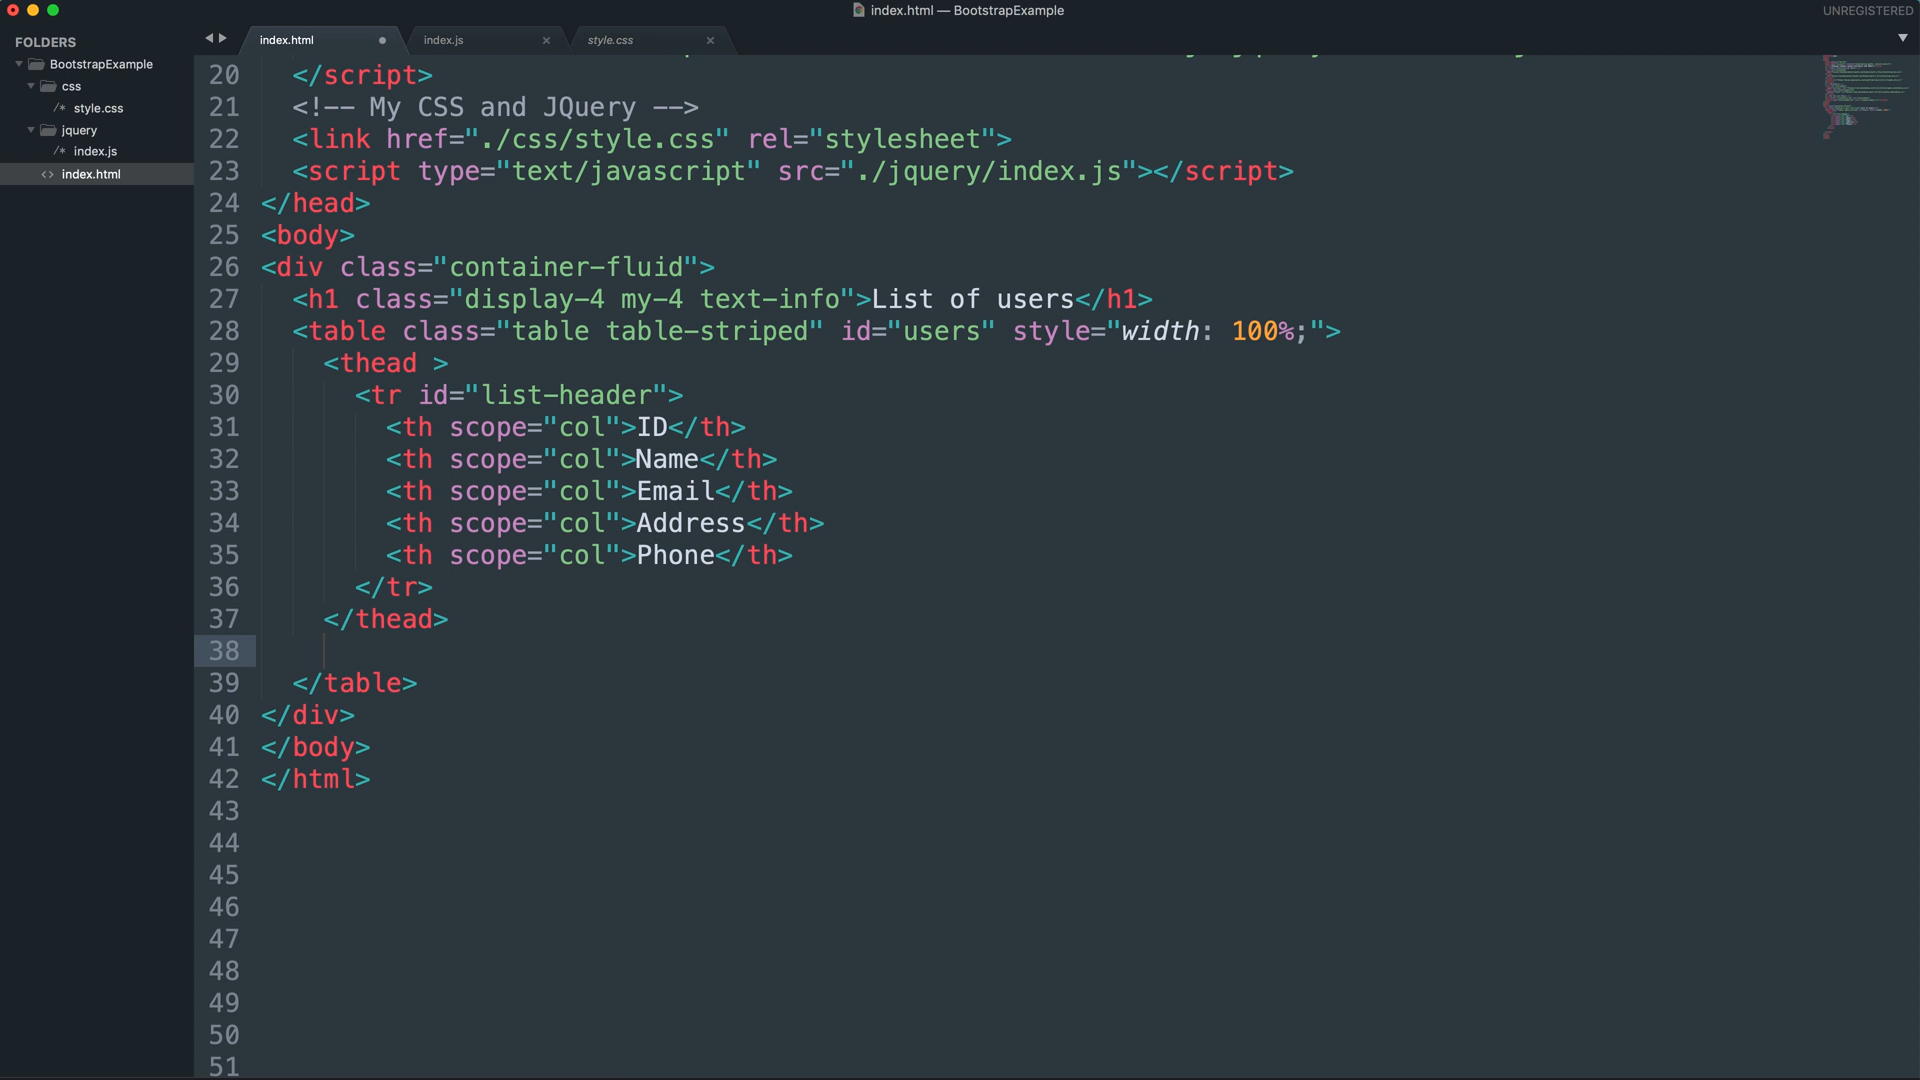 index.html — BootstrapExample
UNREGISTERED
FOLDERS
BootstrapExample
css
/* style.css
jquery
/* index.js
<> index.html
index.html
index.js
style.css
20 </script>
21 <!-- My CSS and JQuery -->
22 <link href="./css/style.css" rel="stylesheet">
23 <script type="text/javascript" src="./jquery/index.js"></script>
24 </head>
25 <body>
26 <div class="container-fluid">
27 <h1 class="display-4 my-4 text-info">List of users</h1>
28 <table class="table table-striped" id="users" style="width: 100%;">
29 <thead >
30 <tr id="list-header">
31 <th scope="col">ID</th>
32 <th scope="col">Name</th>
33 <th scope="col">Email</th>
34 <th scope="col">Address</th>
35 <th scope="col">Phone</th>
36 </tr>
37 </thead>
38
39 </table>
40 </div>
41 </body>
42 </html>
43
44
45
46
47
48
49
50
51